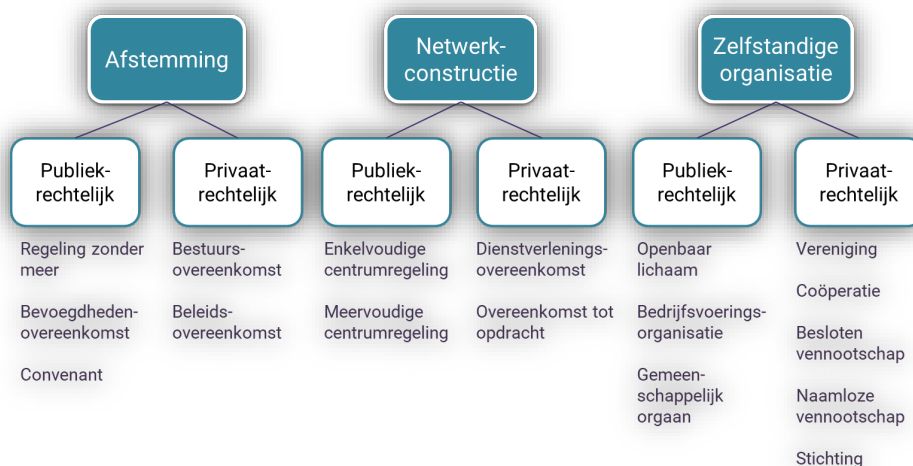 Afstemming
Netwerk-
constructie
Zelfstandige
organisatie
Publiek-
rechtelijk
Privaat-
rechtelijk
Publiek-
rechtelijk
Privaat-
rechtelijk
Publiek-
rechtelijk
Privaat-
rechtelijk
Regeling zonder
meer
Bevoegdheden-
overeenkomst
Convenant
Bestuurs-
overeenkomst
Beleids-
overeenkomst
Enkelvoudige
centrumregeling
Meervoudige
centrumregeling
Dienstverlenings-
overeenkomst
Overeenkomst tot
opdracht
Openbaar
lichaam
Bedrijfsvoerings-
organisatie
Gemeen-
schappelijk
orgaan
Vereniging
Coöperatie
Besloten
vennootschap
Naamloze
vennootschap
Stichting